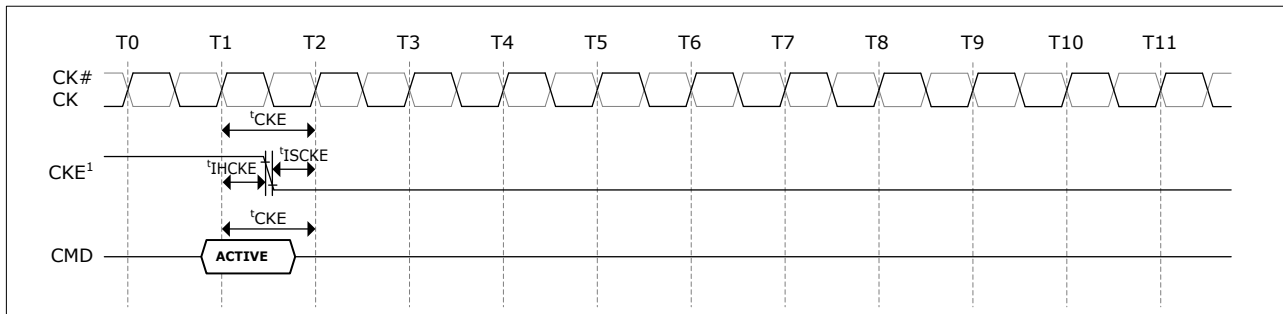 T0 T1 T2 T3 T4 T5 T6 T7 T8 T9 T10 T11
CK#
CK
tCKE
tISCKE
CKE1
tIHCKE
tCKE
CMD
ACTIVE